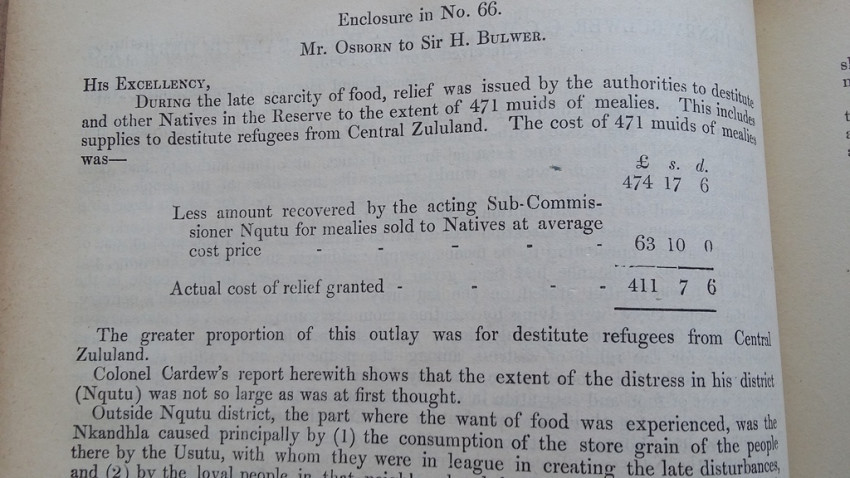 Enclosure in No. 66.
Mr. OSBORN to Sir H. BULWER.
HIS EXCELLENCY,
DURING the late scarcity of food, relief was issued by the authorities to destitute
and other Natives in the Reserve to the extent of 471 muids of mealies. This includes
supplies to destitute refugees from Central Zululand. The cost of 471 muids of mealies
was—
£ s. d.
474 17 6
Less amount recovered by the acting Sub-Commis-
sioner Nqutu for mealies sold to Natives at average
cost price - - - - - 63 10 0
Actual cost of relief granted - - - - 411 7 6
The greater proportion of this outlay was for destitute refugees from Central
Zululand.
Colonel Cardew's report herewith shows that the extent of the distress in his district
(Nqutu) was not so large as was at first thought.
Outside Nqutu district, the part where the want of food was experienced, was the
Nkandhla caused principally by (1) the consumption of the store grain of the people
there by the Usutu, with whom they were in league in creating the late disturbances,
and (2) by the loyal people in that